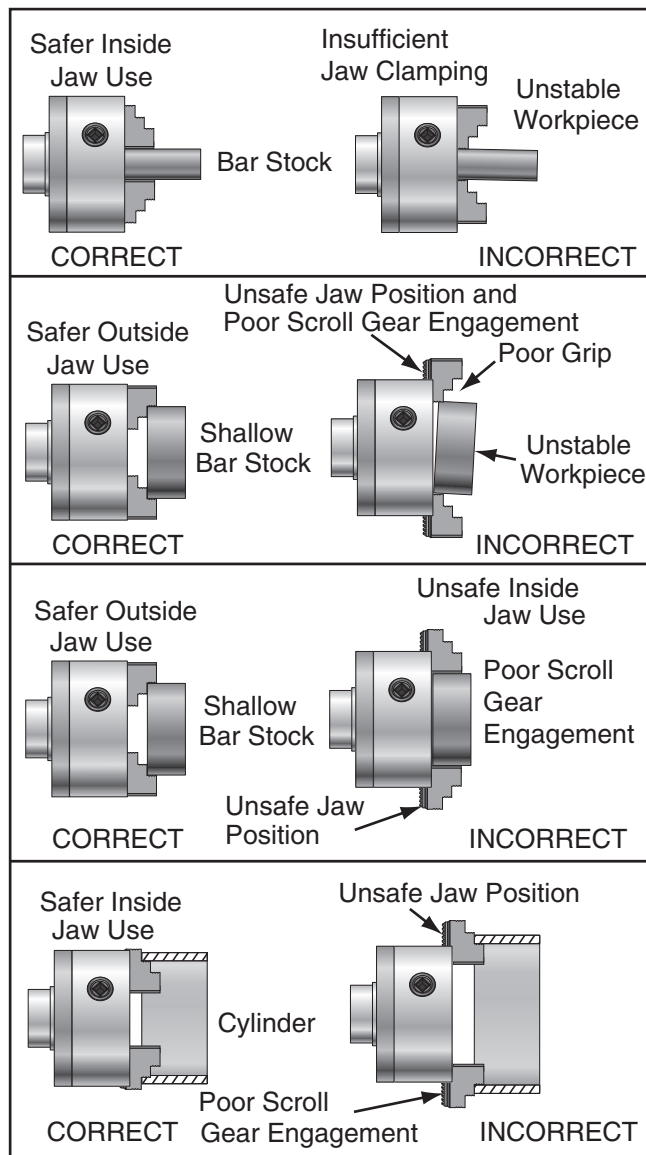 Safer Inside
Jaw Use
Insufficient
Jaw Clamping
Unstable
Workpiece
Bar Stock
CORRECT
INCORRECT
Unsafe Jaw Position and
Poor Scroll Gear Engagement
Safer Outside
Jaw Use
Poor Grip
Shallow
Bar Stock
Unstable
Workpiece
CORRECT
INCORRECT
Safer Outside
Jaw Use
Unsafe Inside
Jaw Use
Shallow
Bar Stock
Poor Scroll
Gear
Engagement
Unsafe Jaw
Position
CORRECT
INCORRECT
Safer Inside
Jaw Use
Unsafe Jaw Position
Cylinder
Poor Scroll
Gear Engagement
CORRECT
INCORRECT